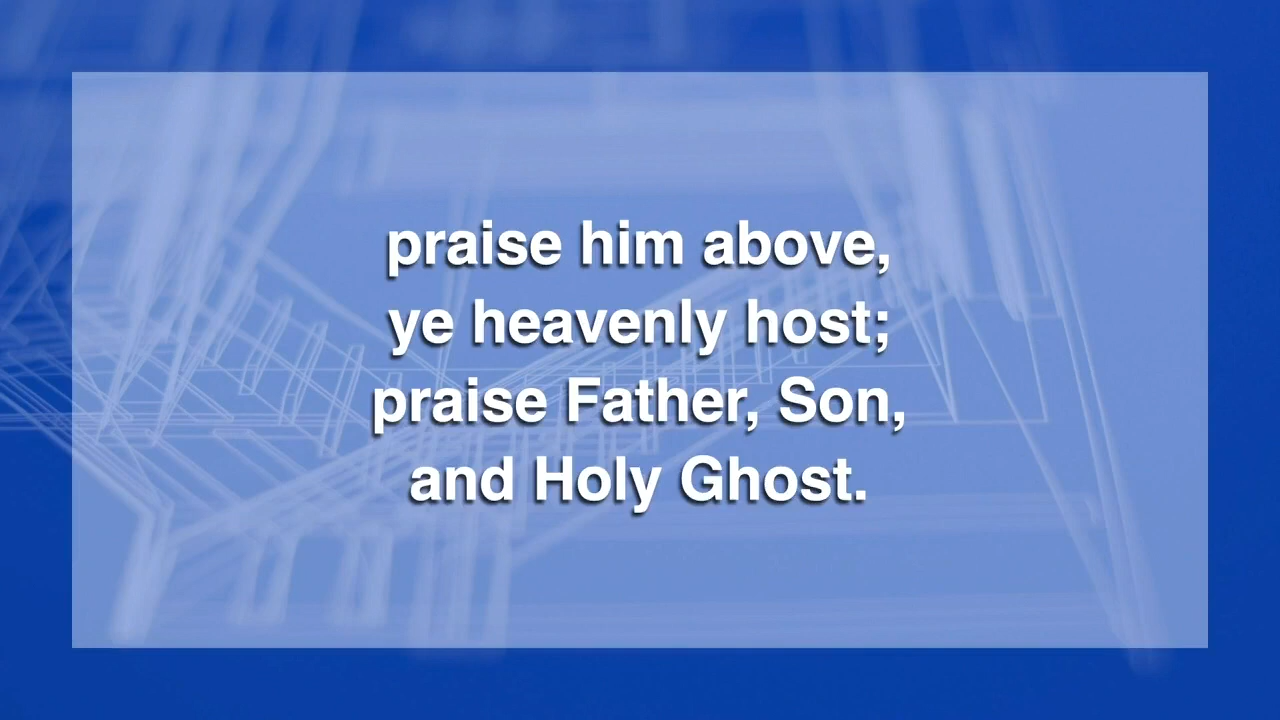 praise him above,
ye heavenly host;
praise Father, Son,
and Holy Ghost.